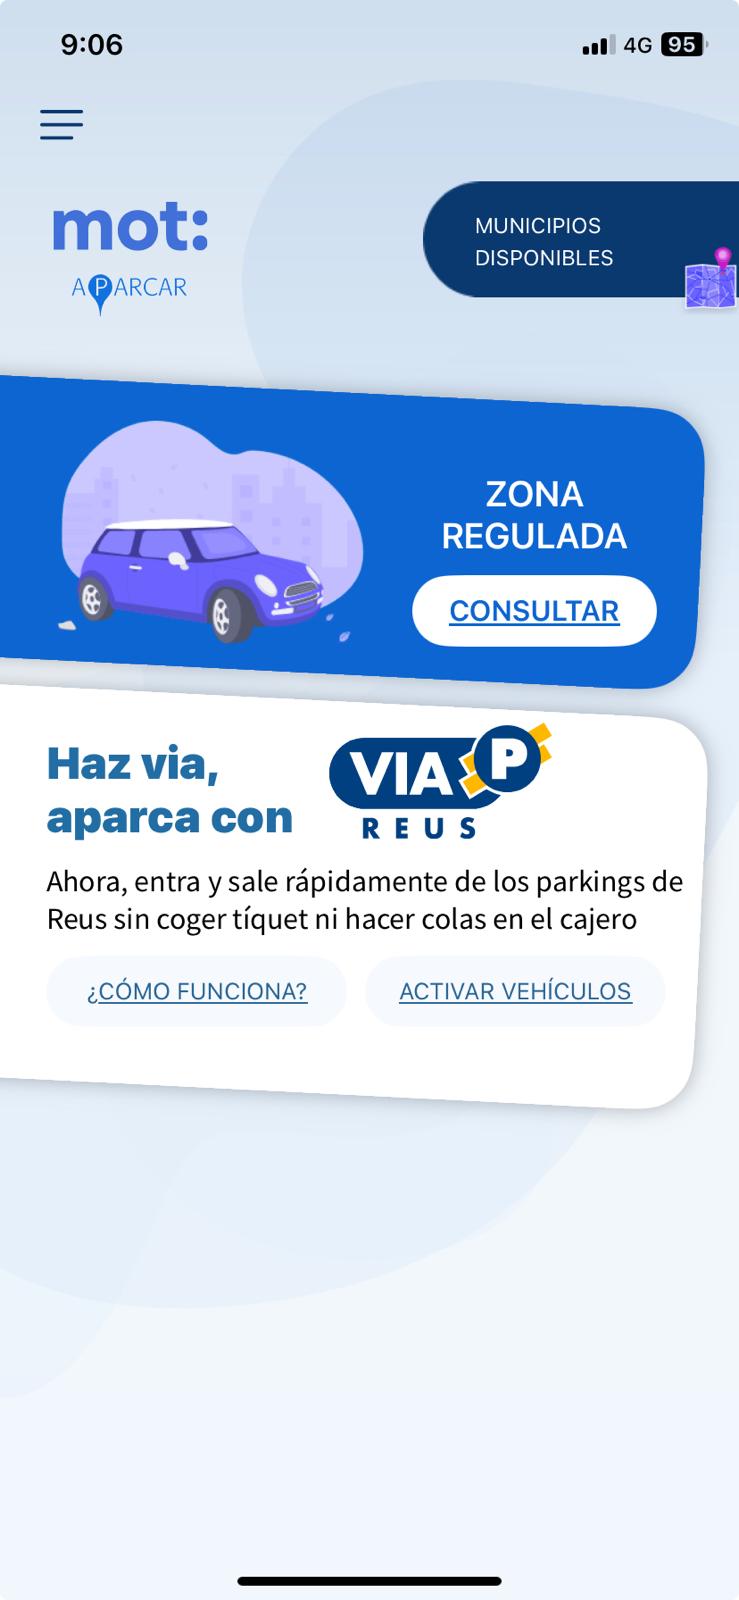 9:06
4G 95
mot:
APARCAR
MUNICIPIOS
DISPONIBLES
ZONA
REGULADA
CONSULTAR
Haz via,
aparca con
VIA P
REUS
Ahora, entra y sale rápidamente de los parkings de
Reus sin coger tíquet ni hacer colas en el cajero
¿CÓMO FUNCIONA?
ACTIVAR VEHÍCULOS